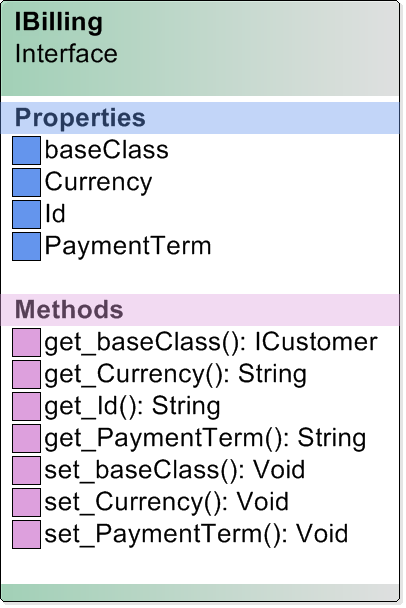 IBilling
Interface
Properties
baseClass
Currency
Id
PaymentTerm
Methods
get_baseClass(): ICustomer
get_Currency(): String
get_Id(): String
get_PaymentTerm(): String
set_baseClass(): Void
set_Currency(): Void
set_PaymentTerm(): Void